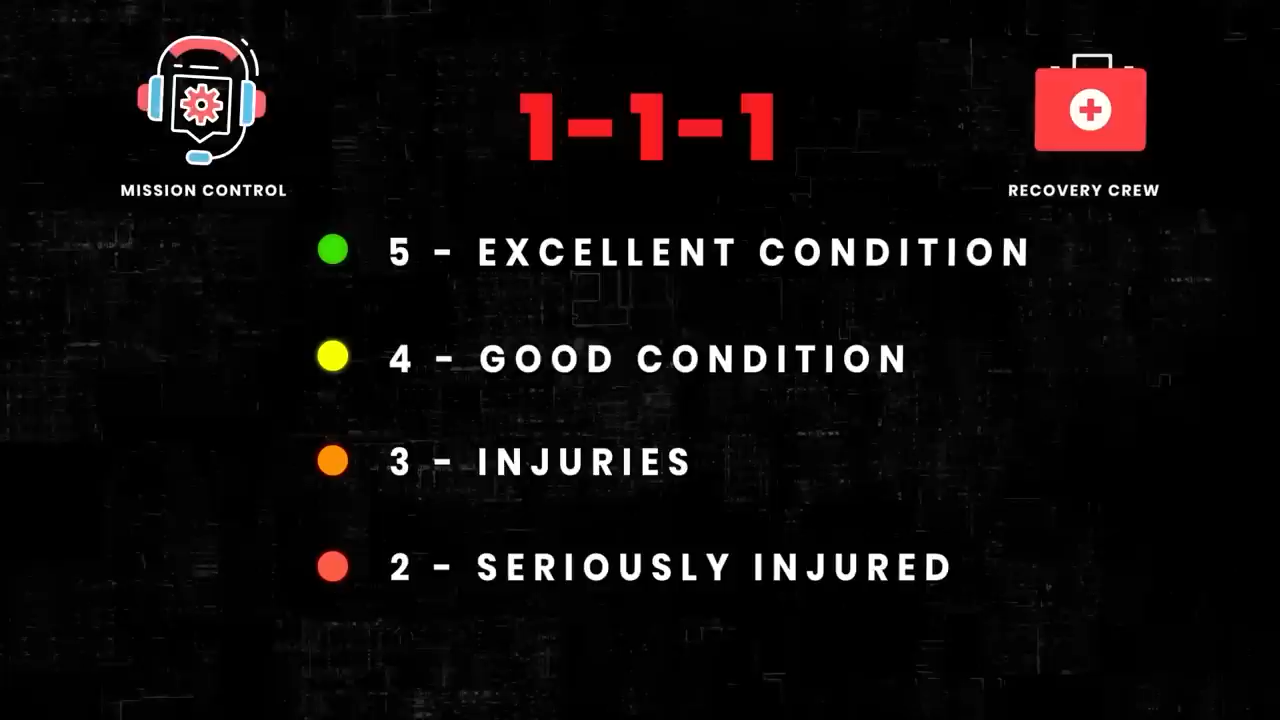 1-1-1
MISSION CONTROL
RECOVERY CREW
5 - EXCELLENT CONDITION
4 - GOOD CONDITION
3 - INJURIES
2 - SERIOUSLY INJURED